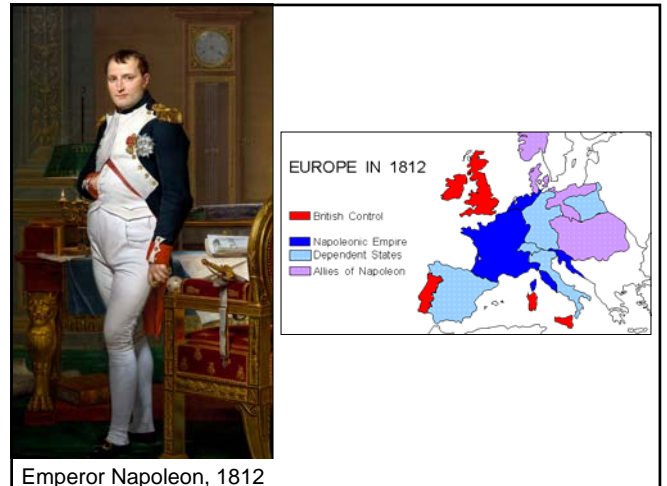 EUROPE IN 1812
British Control
Napoleonic Empire
Dependent States
Allies of Napoleon
Emperor Napoleon, 1812